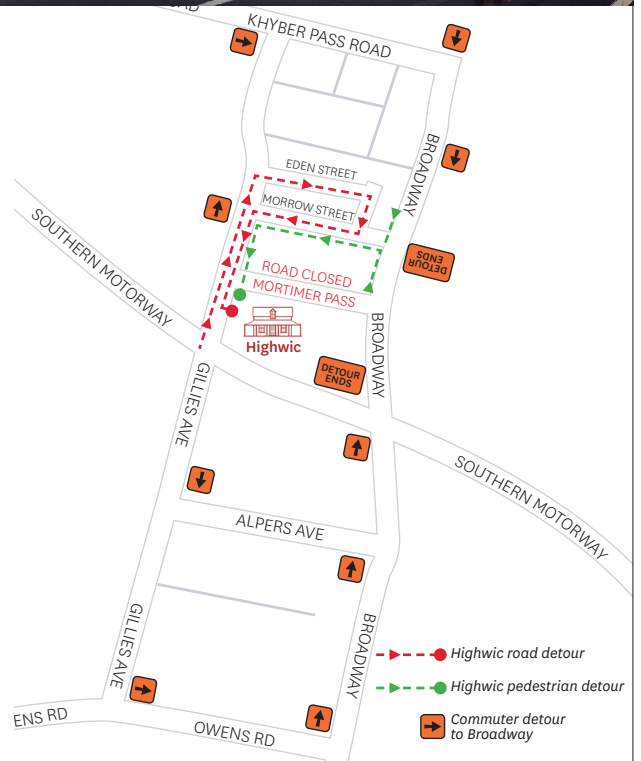 AD
KHYBER PASS ROAD
BROADWAY
EDEN STREET
MORROW STREET
SOUTHERN MOTORWAY
DETOUR
ENDS
ROAD CLOSED
MORTIMER PASS
Highwic
BROADWAY
DETOUR
ENDS
GILLIES AVE
SOUTHERN MOTORWAY
ALPERS AVE
GILLIES AVE
BROADWAY
Highwic road detour
Highwic pedestrian detour
Commuter detour
to Broadway
ENS RD
OWENS RD